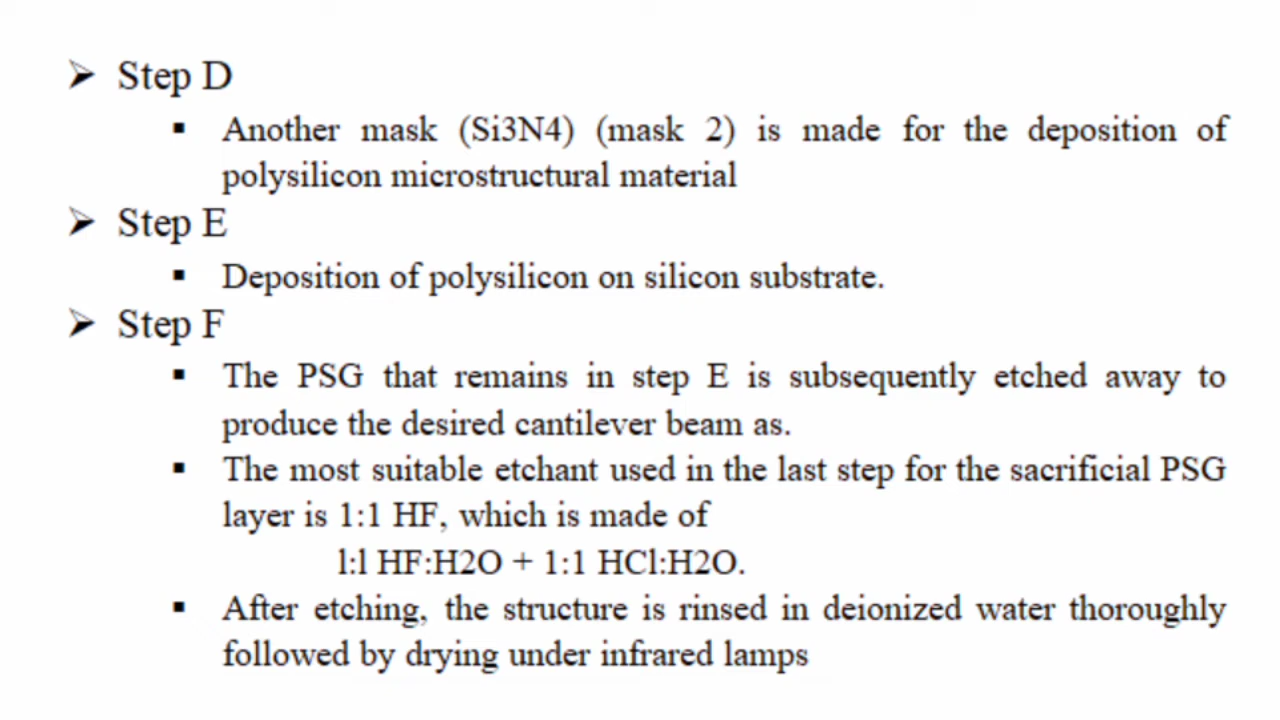 ➢ Step D
▪ Another mask (Si3N4) (mask 2) is made for the deposition of
polysilicon microstructural material
➢ Step E
▪ Deposition of polysilicon on silicon substrate.
➢ Step F
▪ The PSG that remains in step E is subsequently etched away to
produce the desired cantilever beam as.
▪ The most suitable etchant used in the last step for the sacrificial PSG
layer is 1:1 HF, which is made of
l:l HF:H2O + 1:1 HCl:H2O.
▪ After etching, the structure is rinsed in deionized water thoroughly
followed by drying under infrared lamps